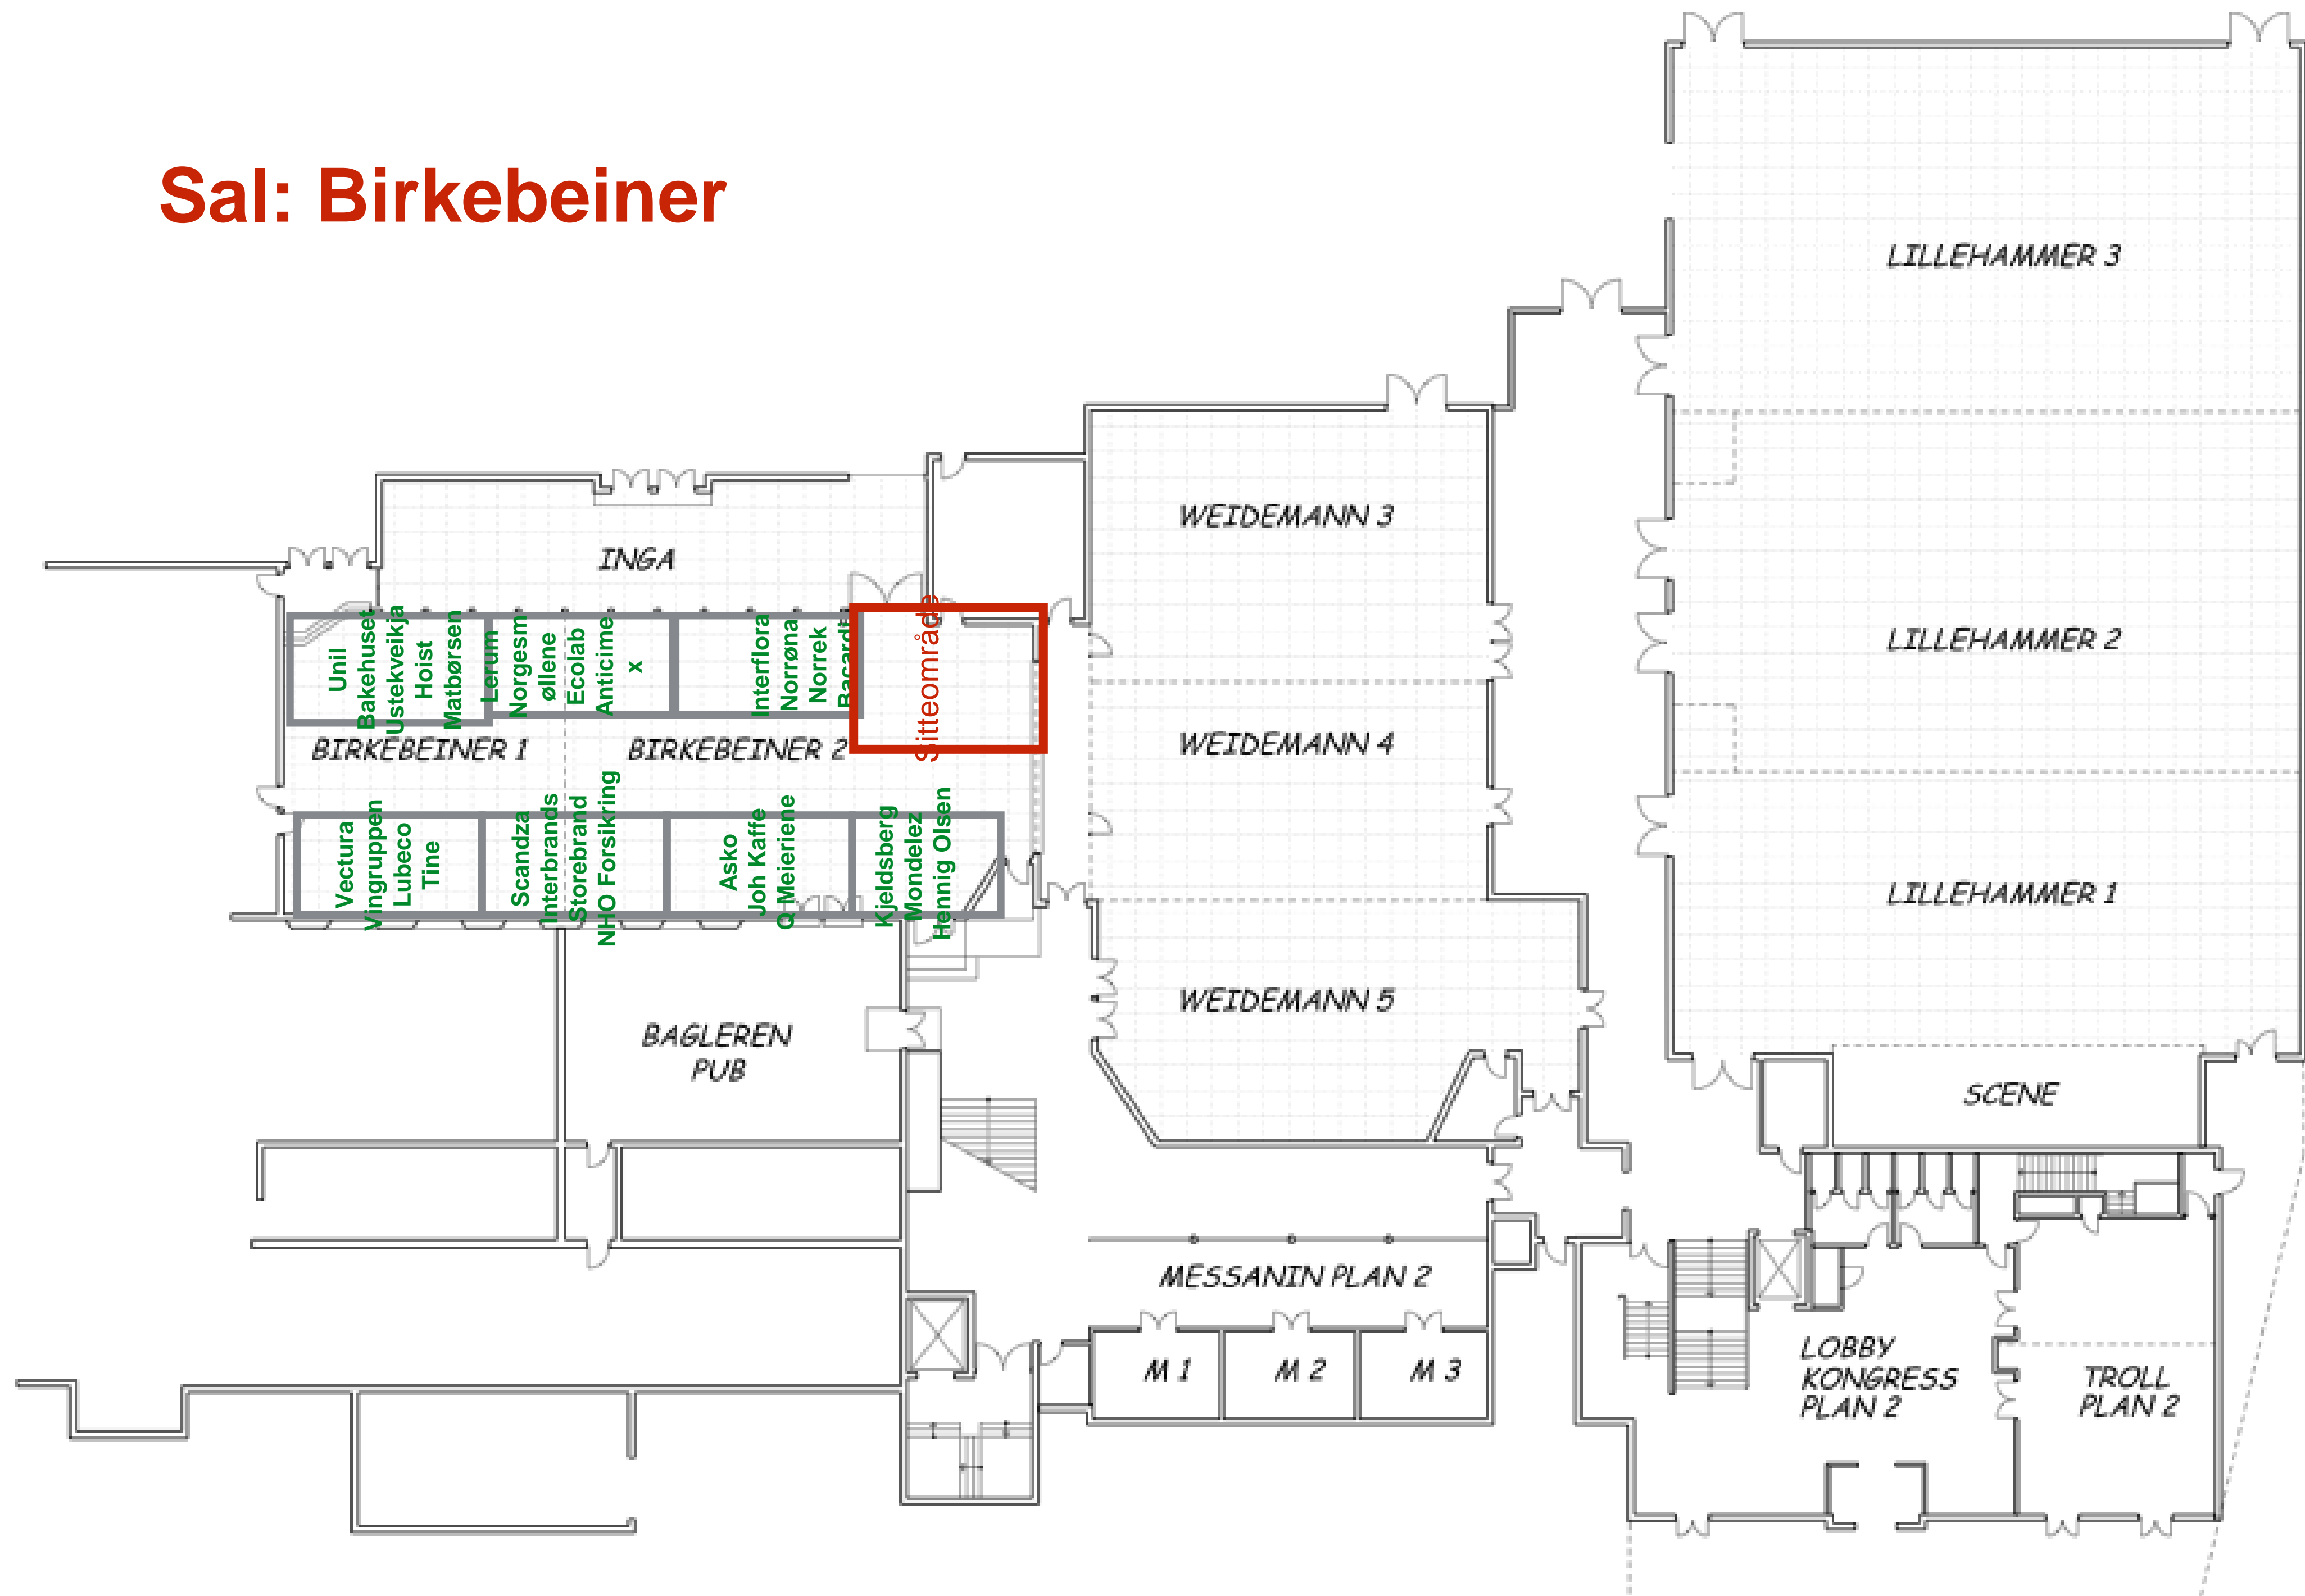 Sal: Birkebeiner
LILLEHAMMER 3
WEIDEMANN 3
INGA
Unil
Bakehuset
Ustekveikja
Hoist
Matbørsen
Lerum
Norgesm
øllene
Ecolab
Anticime
x
Interflora
Norrøna
Norrek
Bacardi
Sitteområde
LILLEHAMMER 2
BIRKEBEINER 1
BIRKEBEINER 2
WEIDEMANN 4
Vectura
Vingruppen
Lubeco
Tine
Scandza
Interbrands
Storebrand
NHO Forsikring
Asko
Joh Kaffe
Q-Meieriene
Kjeldsberg
Mondelez
Hennig Olsen
LILLEHAMMER 1
WEIDEMANN 5
BAGLEREN
PUB
SCENE
MESSANIN PLAN 2
M 1
M 2
M 3
LOBBY
KONGRESS
PLAN 2
TROLL
PLAN 2